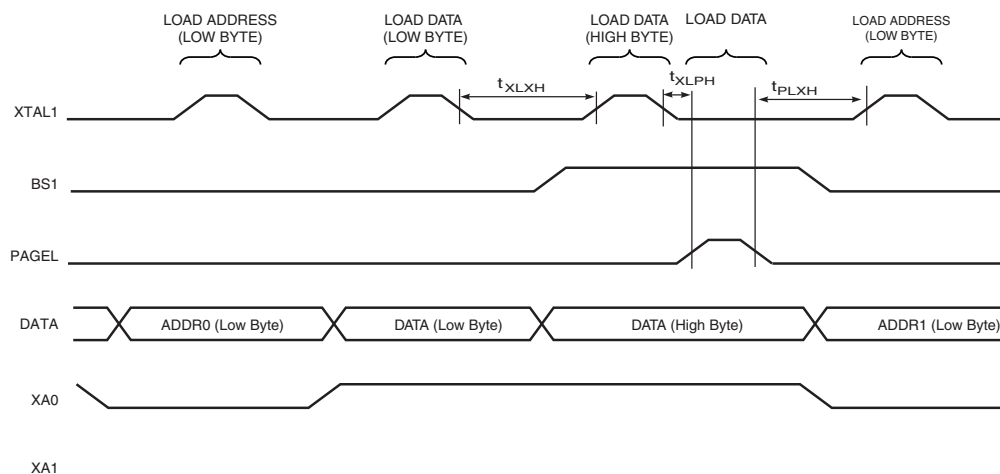 LOAD ADDRESS
(LOW BYTE)
LOAD DATA
(LOW BYTE)
LOAD DATA
(HIGH BYTE)
LOAD DATA
LOAD ADDRESS
(LOW BYTE)
tXLXH
tXLPH
tPLXH
XTAL1
BS1
PAGEL
DATA
ADDR0 (Low Byte)
DATA (Low Byte)
DATA (High Byte)
ADDR1 (Low Byte)
XA0
XA1